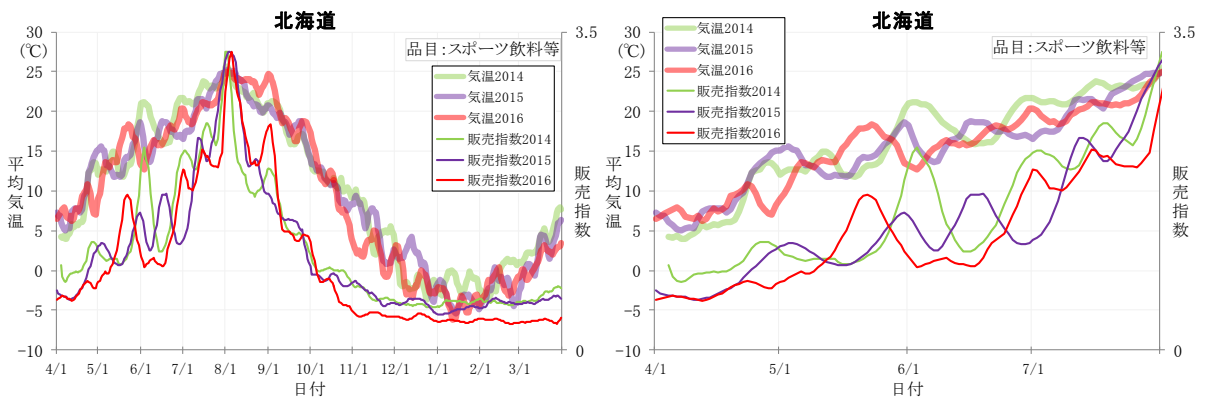 北海道
30
(℃)
25
20
15
10
5
0
−5
−10
平均気温
3.5
販売指数
0
品目:スポーツ飲料等
気温2014
気温2015
気温2016
販売指数2014
販売指数2015
販売指数2016
4/1 5/1 6/1 7/1 8/1 9/1 10/1 11/1 12/1 1/1 2/1 3/1
日付
北海道
30
(℃)
25
20
15
10
5
0
−5
−10
平均気温
3.5
販売指数
0
気温2014
気温2015
気温2016
販売指数2014
販売指数2015
販売指数2016
品目:スポーツ飲料等
4/1 5/1 6/1 7/1
日付